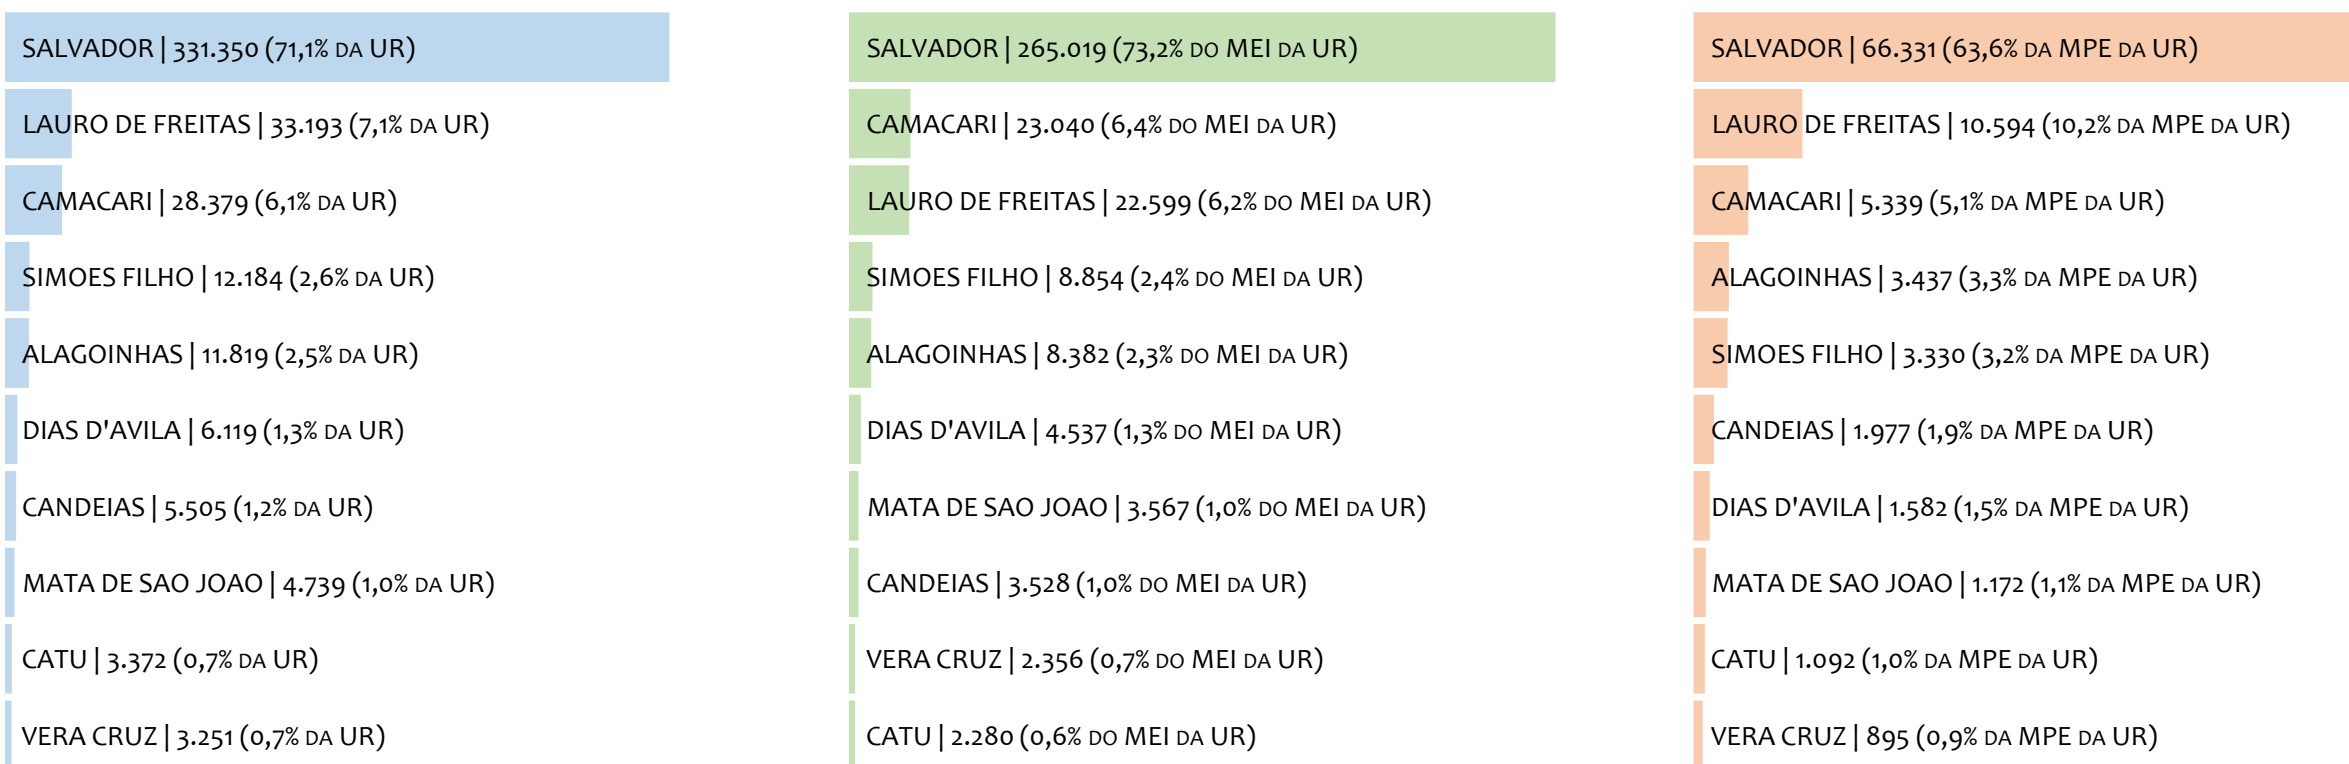 SALVADOR | 331.350 (71,1% DA UR)
LAURO DE FREITAS | 33.193 (7,1% DA UR)
CAMACARI | 28.379 (6,1% DA UR)
SIMOES FILHO | 12.184 (2,6% DA UR)
ALAGOINHAS | 11.819 (2,5% DA UR)
DIAS D'AVILA | 6.119 (1,3% DA UR)
CANDEIAS | 5.505 (1,2% DA UR)
MATA DE SAO JOAO | 4.739 (1,0% DA UR)
CATU | 3.372 (0,7% DA UR)
VERA CRUZ | 3.251 (0,7% DA UR)
SALVADOR | 265.019 (73,2% DO MEI DA UR)
CAMACARI | 23.040 (6,4% DO MEI DA UR)
LAURO DE FREITAS | 22.599 (6,2% DO MEI DA UR)
SIMOES FILHO | 8.854 (2,4% DO MEI DA UR)
ALAGOINHAS | 8.382 (2,3% DO MEI DA UR)
DIAS D'AVILA | 4.537 (1,3% DO MEI DA UR)
MATA DE SAO JOAO | 3.567 (1,0% DO MEI DA UR)
CANDEIAS | 3.528 (1,0% DO MEI DA UR)
VERA CRUZ | 2.356 (0,7% DO MEI DA UR)
CATU | 2.280 (0,6% DO MEI DA UR)
SALVADOR | 66.331 (63,6% DA MPE DA UR)
LAURO DE FREITAS | 10.594 (10,2% DA MPE DA UR)
CAMACARI | 5.339 (5,1% DA MPE DA UR)
ALAGOINHAS | 3.437 (3,3% DA MPE DA UR)
SIMOES FILHO | 3.330 (3,2% DA MPE DA UR)
CANDEIAS | 1.977 (1,9% DA MPE DA UR)
DIAS D'AVILA | 1.582 (1,5% DA MPE DA UR)
MATA DE SAO JOAO | 1.172 (1,1% DA MPE DA UR)
CATU | 1.092 (1,0% DA MPE DA UR)
VERA CRUZ | 895 (0,9% DA MPE DA UR)